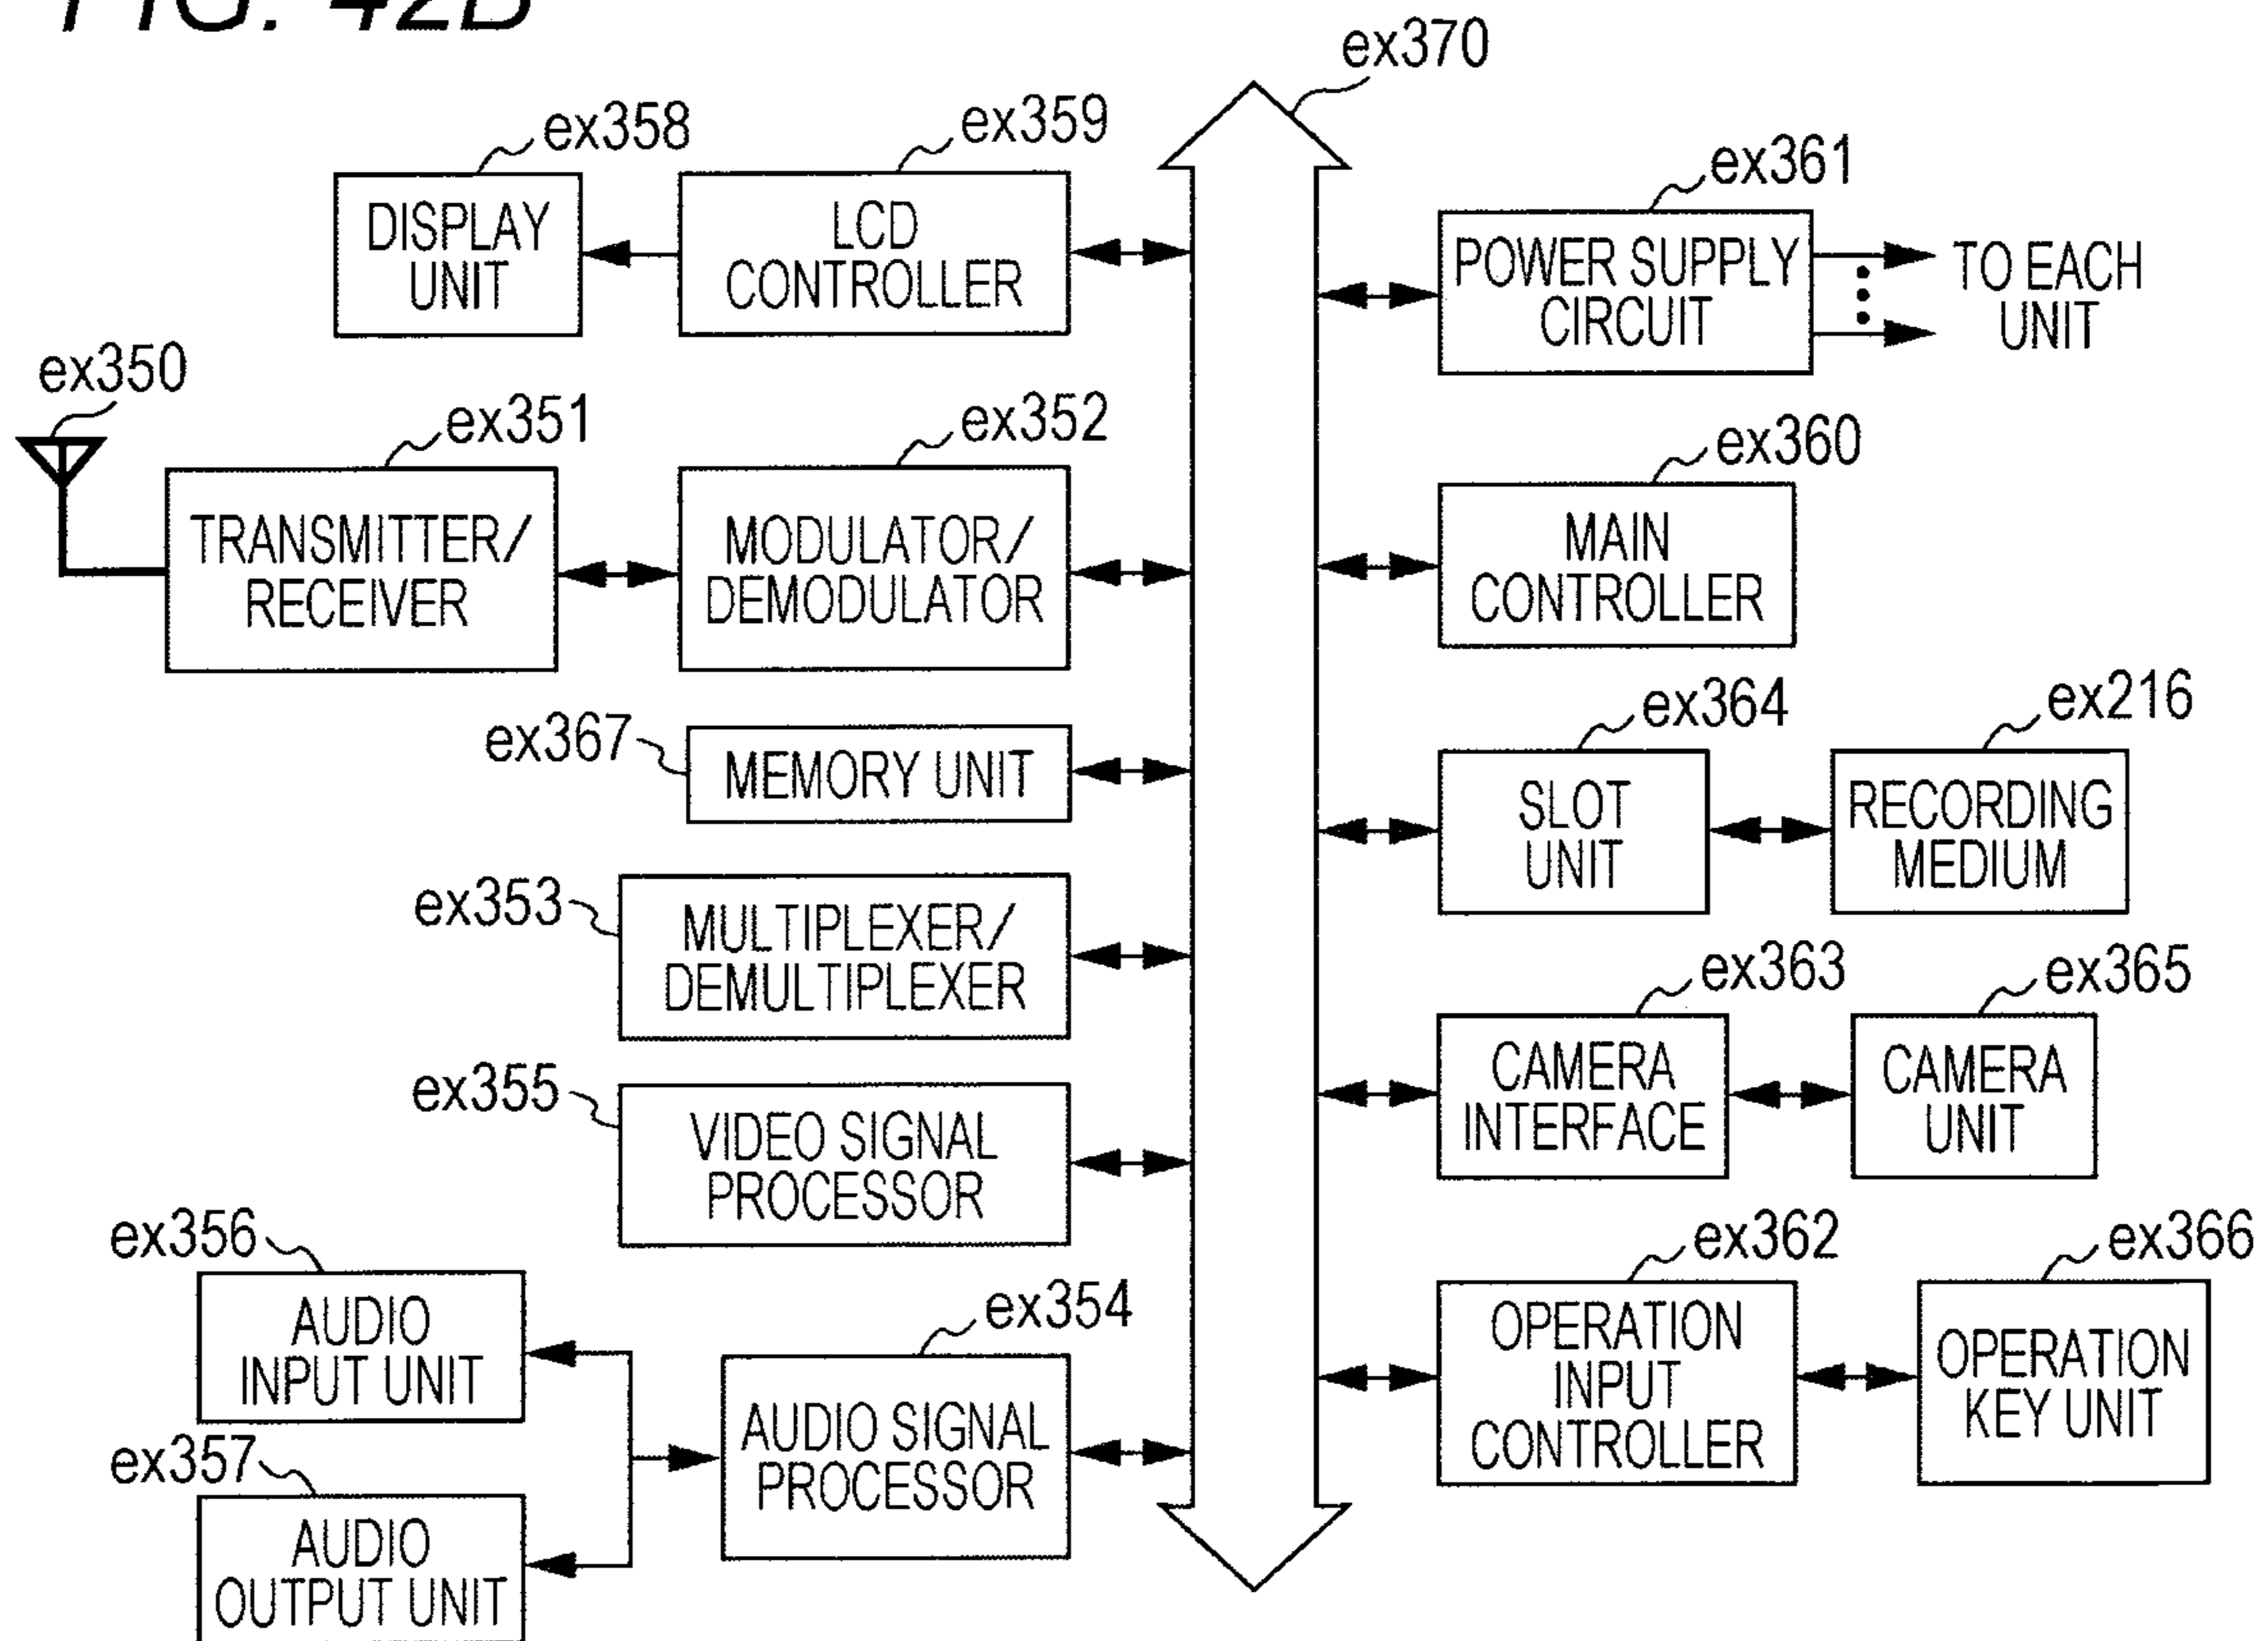 FIG. 42B
ex370
ex358
ex359
ex361
DISPLAY
UNIT
LCD
CONTROLLER
POWER SUPPLY
CIRCUIT
TO EACH
UNIT
ex350
ex351
ex352
ex360
TRANSMITTER/
RECEIVER
MODULATOR/
DEMODULATOR
MAIN
CONTROLLER
ex367
MEMORY UNIT
ex364
ex216
SLOT
UNIT
RECORDING
MEDIUM
ex353
MULTIPLEXER/
DEMULTIPLEXER
ex363
ex365
CAMERA
INTERFACE
CAMERA
UNIT
ex355
VIDEO SIGNAL
PROCESSOR
ex356
AUDIO
INPUT UNIT
ex354
AUDIO SIGNAL
PROCESSOR
ex362
ex366
OPERATION
INPUT
CONTROLLER
OPERATION
KEY UNIT
ex357
AUDIO
OUTPUT UNIT